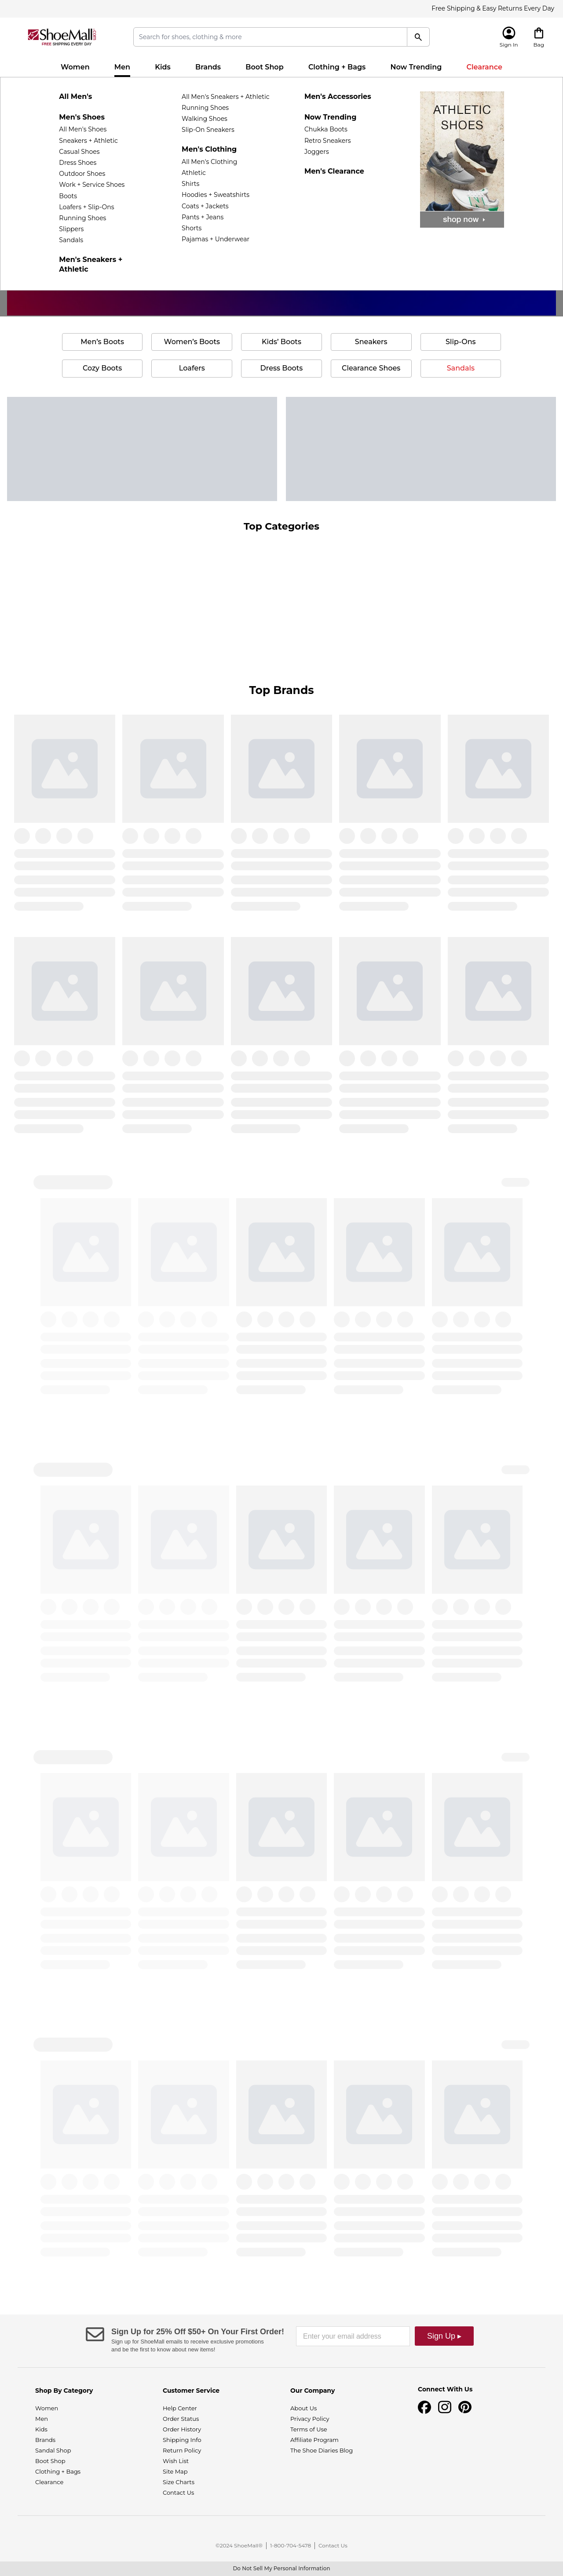 Free Shipping & Easy Returns Every Day
ShoeMall
FREE SHIPPING EVERY DAY
Search for shoes, clothing & more
Sign In
Bag
Women
Men
Kids
Brands
Boot Shop
Clothing + Bags
Now Trending
Clearance
All Men's
Men's Shoes
All Men's Shoes
Sneakers + Athletic
Casual Shoes
Dress Shoes
Outdoor Shoes
Work + Service Shoes
Boots
Loafers + Slip-Ons
Running Shoes
Slippers
Sandals
Men's Sneakers +
Athletic
All Men's Sneakers + Athletic
Running Shoes
Walking Shoes
Slip-On Sneakers
Men's Clothing
All Men's Clothing
Athletic
Shirts
Hoodies + Sweatshirts
Coats + Jackets
Pants + Jeans
Shorts
Pajamas + Underwear
Men's Accessories
Now Trending
Chukka Boots
Retro Sneakers
Joggers
Men's Clearance
ATHLETIC
SHOES
shop now
Men's Boots
Women's Boots
Kids' Boots
Sneakers
Slip-Ons
Cozy Boots
Loafers
Dress Boots
Clearance Shoes
Sandals
Top Categories
Top Brands
Sign Up for 25% Off $50+ On Your First Order!
Sign up for ShoeMall emails to receive exclusive promotions
and be the first to know about new items!
Enter your email address
Sign Up ▸
Shop By Category
Women
Men
Kids
Brands
Sandal Shop
Boot Shop
Clothing + Bags
Clearance
Customer Service
Help Center
Order Status
Order History
Shipping Info
Return Policy
Wish List
Site Map
Size Charts
Contact Us
Our Company
About Us
Privacy Policy
Terms of Use
Affiliate Program
The Shoe Diaries Blog
Connect With Us
©2024 ShoeMall®
1-800-704-5478
Contact Us
Do Not Sell My Personal Information